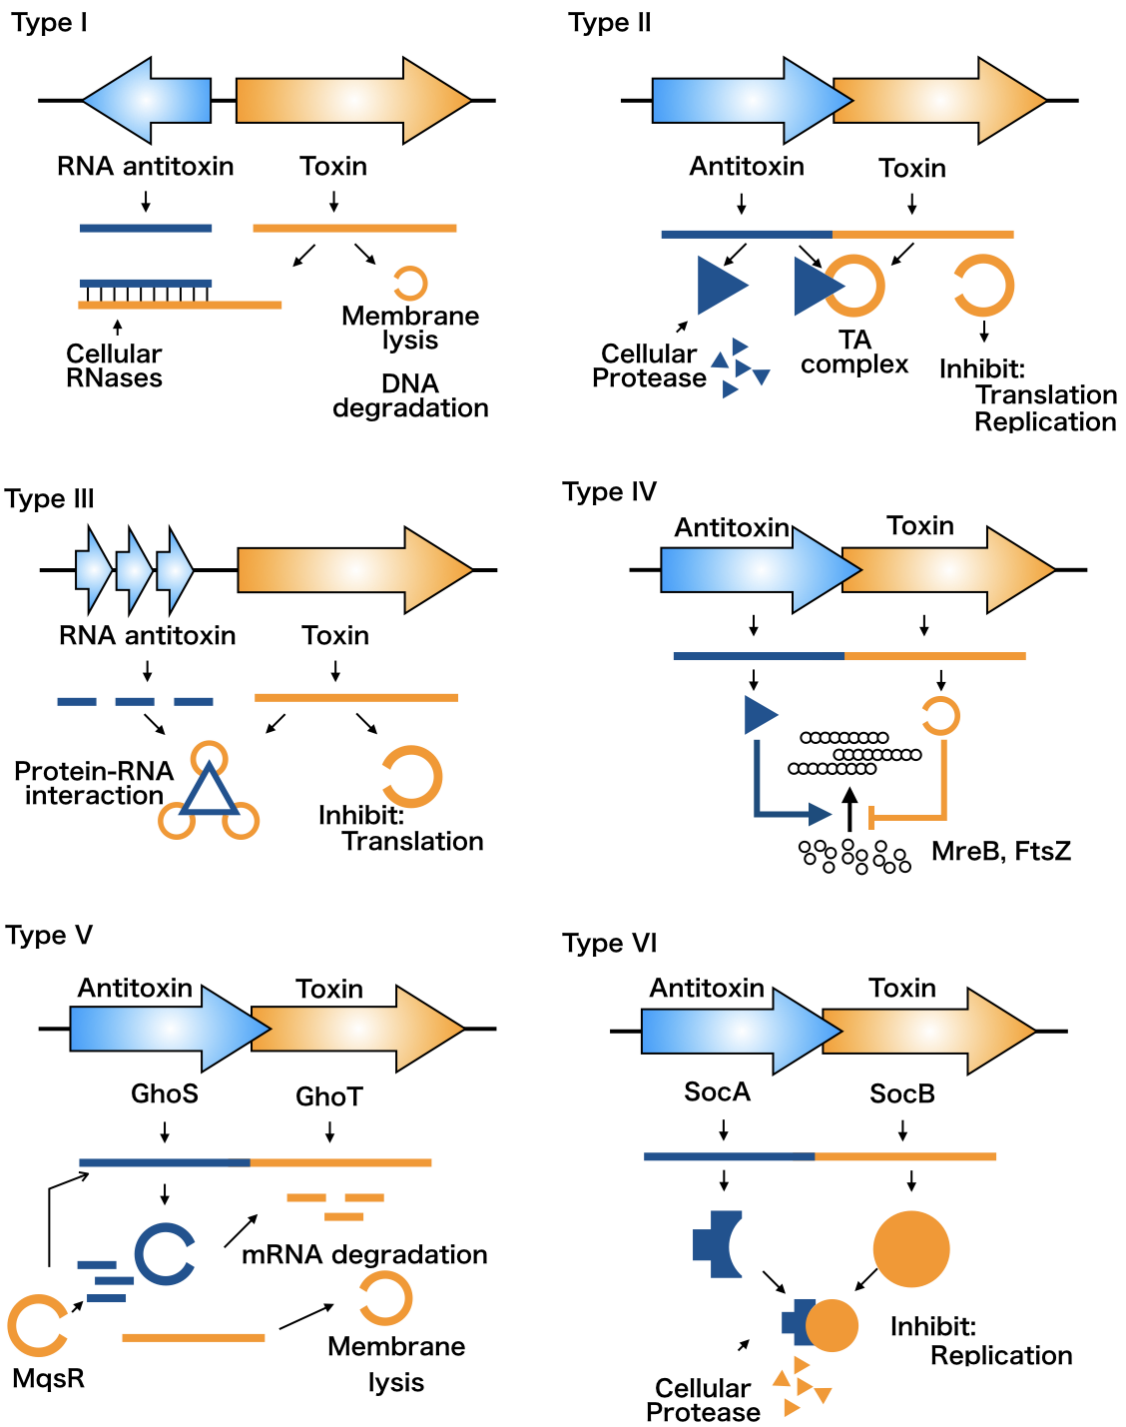 Type I
RNA antitoxin
Toxin
Cellular
RNases
Membrane
lysis
DNA
degradation
Type II
Antitoxin
Toxin
Cellular
Protease
TA
complex
Inhibit:
Translation
Replication
Type III
RNA antitoxin
Toxin
Protein-RNA
interaction
Inhibit:
Translation
Type IV
Antitoxin
Toxin
MreB, FtsZ
Type V
Antitoxin
Toxin
GhoS
GhoT
mRNA degradation
MqsR
Membrane
lysis
Type VI
Antitoxin
Toxin
SocA
SocB
Inhibit:
Replication
Cellular
Protease